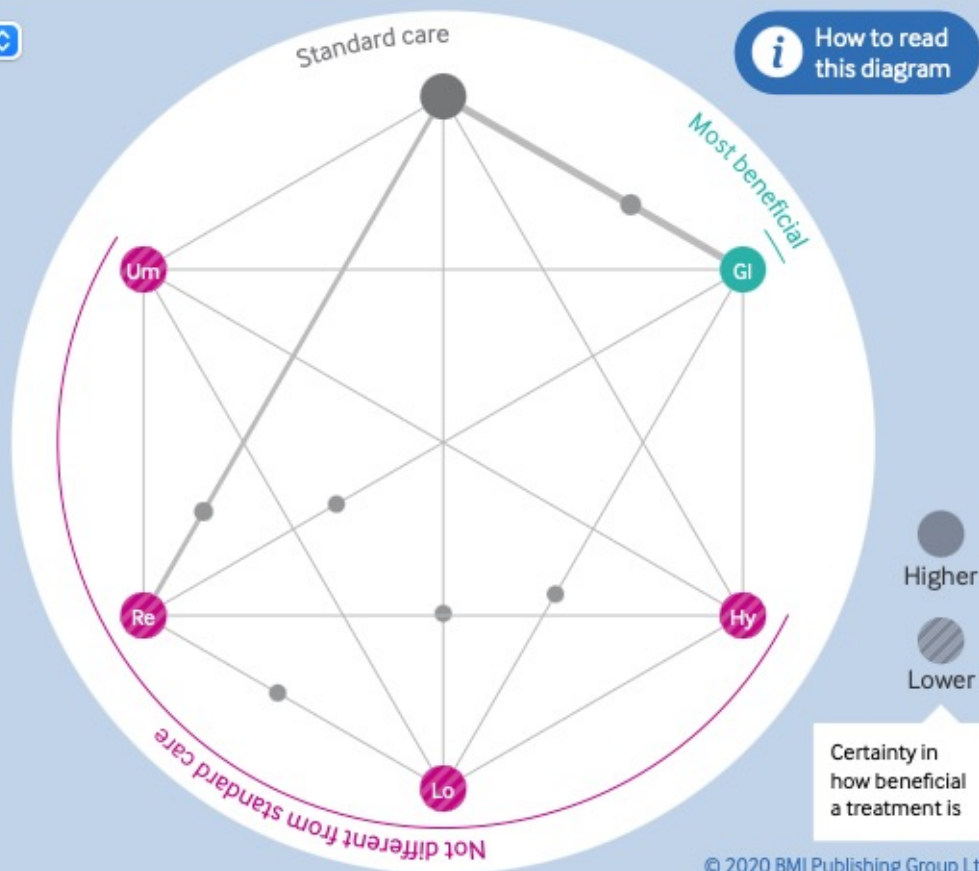 Standard care
How to read
this diagram
Most beneficial
Um
Gl
Re
Hy
Lo
Not different from standard care
Higher
Lower
Certainty in
how beneficial
a treatment is
© 2020 BMJ Publishing Group Lt